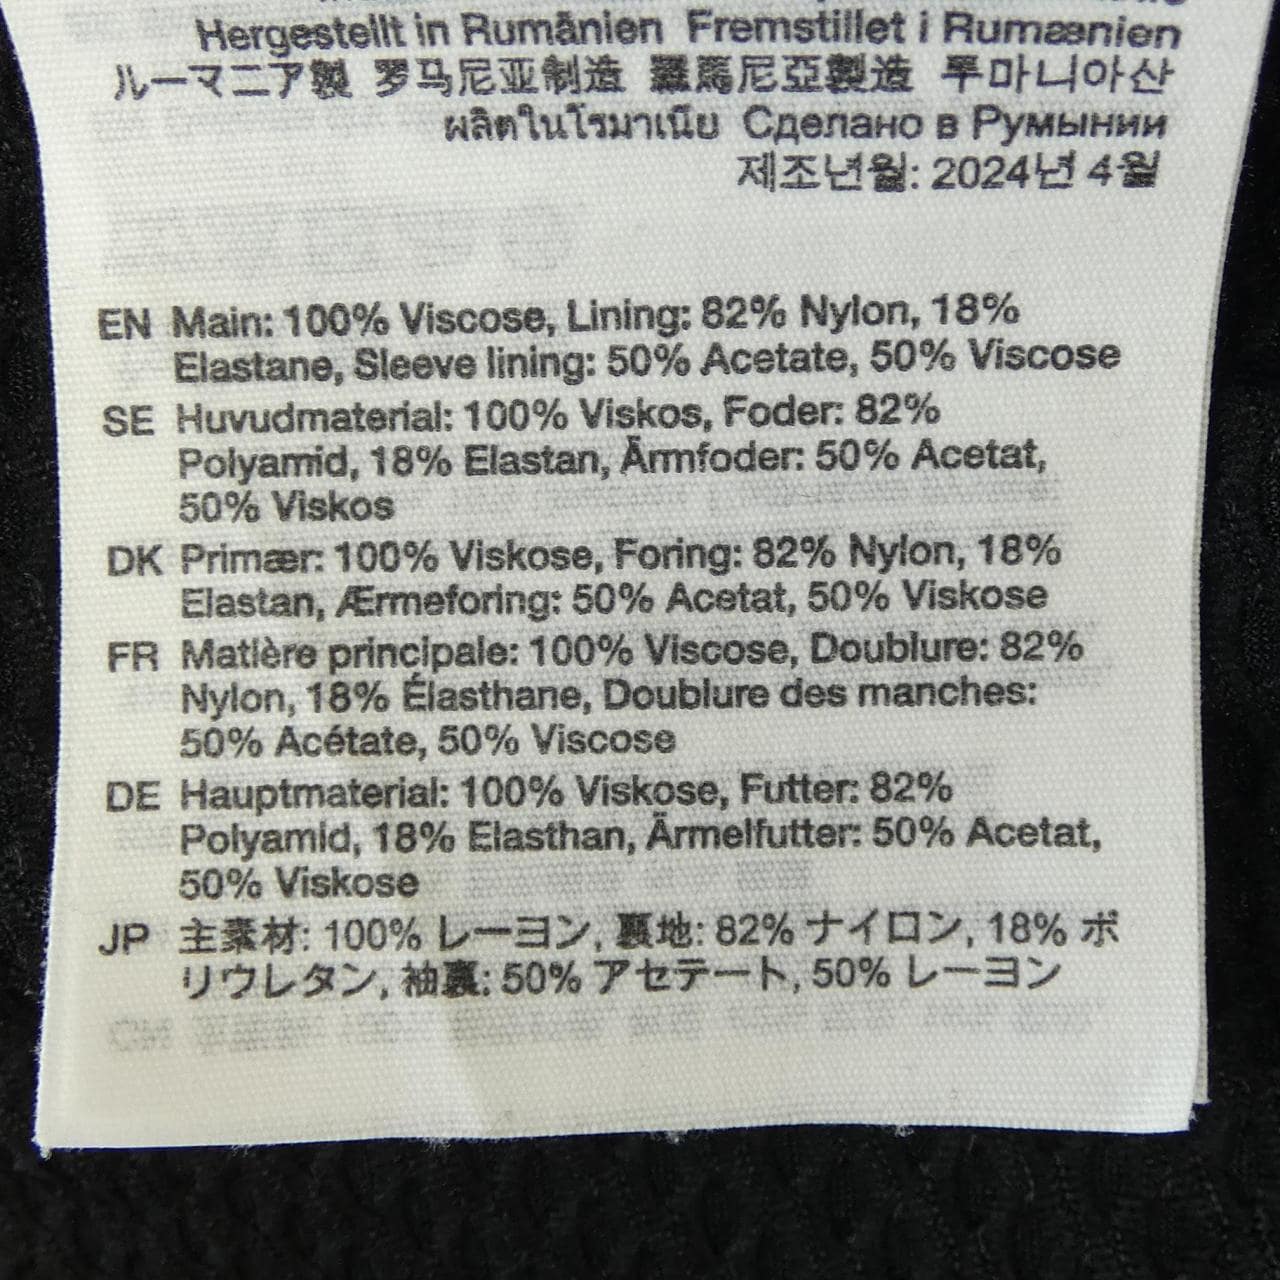 Hergestellt in Rumänien Fremstillet i Rumænien
ルーマニア製 罗马尼亚制造 羅馬尼亞製造 루마니아산
ผลิตในโรมาเนีย Сделано в Румынии
제조년월: 2024년 4월
EN Main: 100% Viscose, Lining: 82% Nylon, 18%
Elastane, Sleeve lining: 50% Acetate, 50% Viscose
SE Huvudmaterial: 100% Viskos, Foder: 82%
Polyamid, 18% Elastan, Ärmfoder: 50% Acetat,
50% Viskos
DK Primær: 100% Viskose, Foring: 82% Nylon, 18%
Elastan, Ærmeforing: 50% Acetat, 50% Viskose
FR Matière principale: 100% Viscose, Doublure: 82%
Nylon, 18% Élasthane, Doublure des manches:
50% Acétate, 50% Viscose
DE Hauptmaterial: 100% Viskose, Futter: 82%
Polyamid, 18% Elasthan, Ärmelfutter: 50% Acetat,
50% Viskose
JP 主素材: 100% レーヨン, 裏地: 82% ナイロン, 18% ポ
リウレタン, 袖裏: 50% アセテート, 50% レーヨン